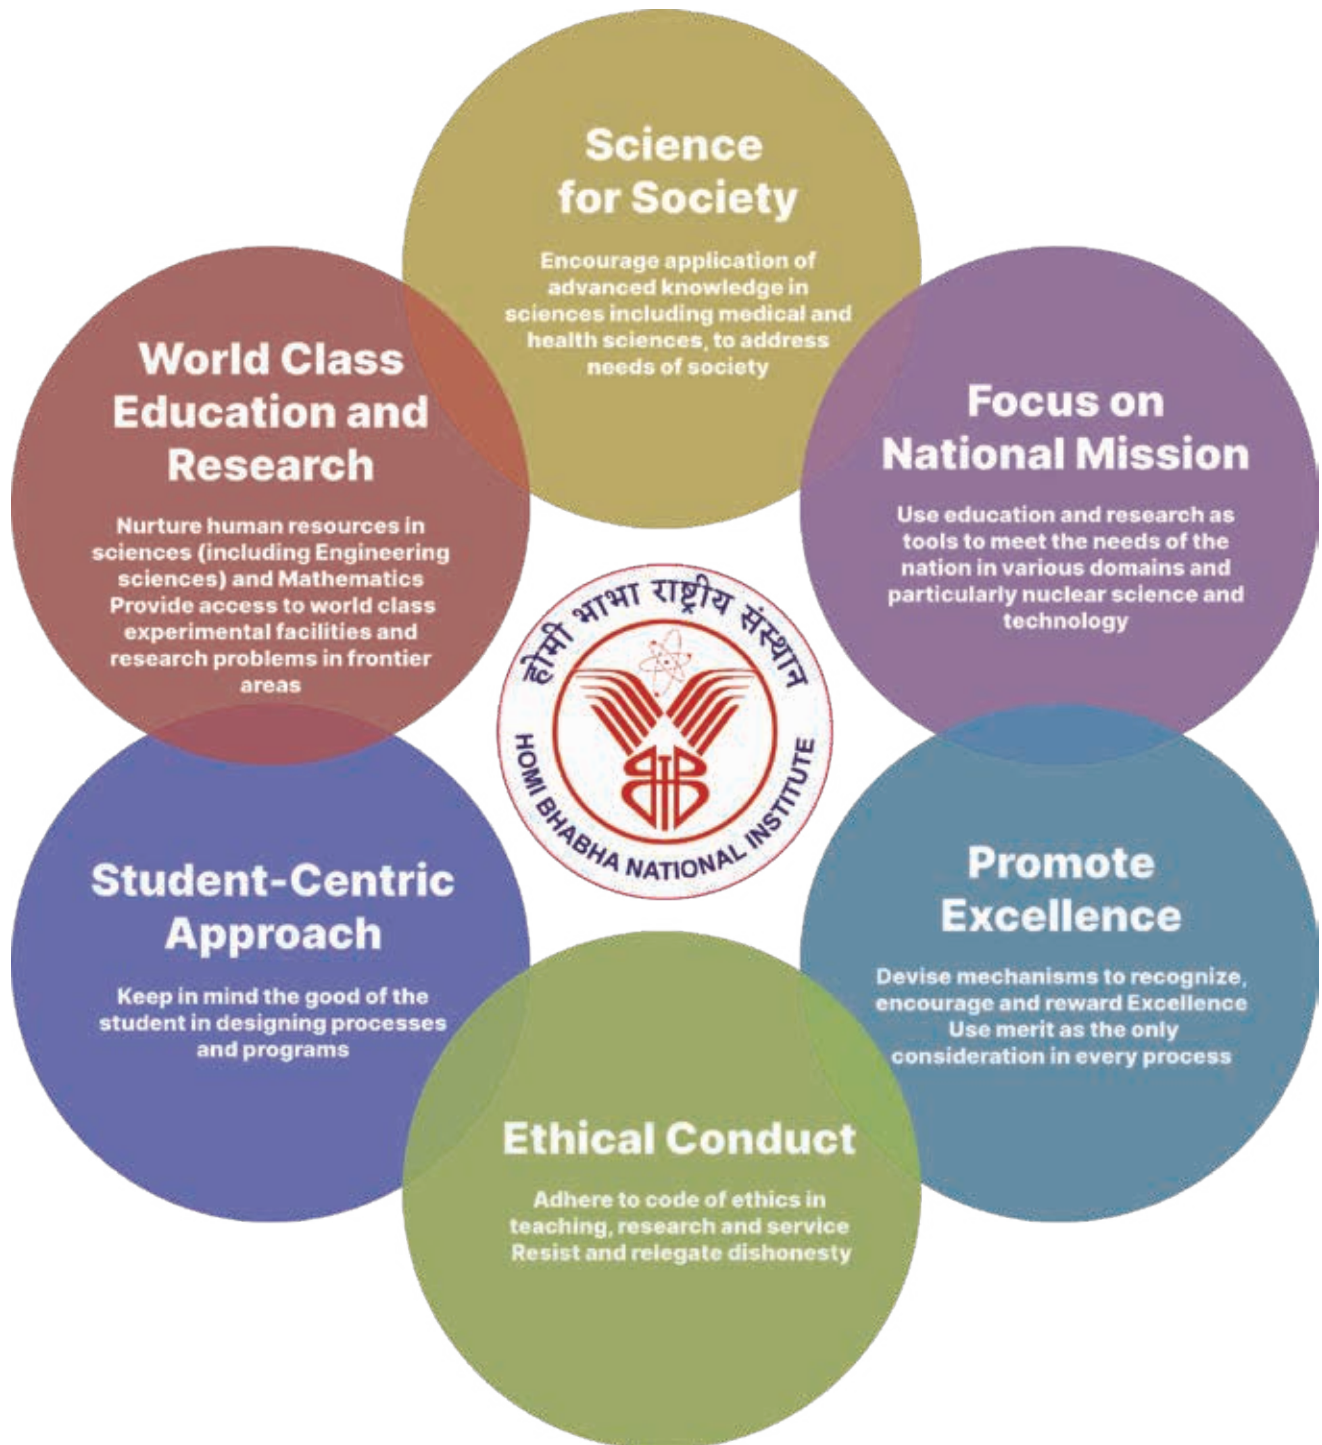 Science
for Society
Encourage application of
advanced knowledge in
sciences including medical and
health sciences, to address
needs of society
World Class
Education and
Research
Nurture human resources in
sciences (including Engineering
sciences) and Mathematics
Provide access to world class
experimental facilities and
research problems in frontier
areas
Focus on
National Mission
Use education and research as
tools to meet the needs of the
nation in various domains and
particularly nuclear science and
technology
होमी भाभा राष्ट्रीय संस्थान
HOMI BHABHA NATIONAL INSTITUTE
Student-Centric
Approach
Keep in mind the good of the
student in designing processes
and programs
Promote
Excellence
Devise mechanisms to recognize,
encourage and reward Excellence
Use merit as the only
consideration in every process
Ethical Conduct
Adhere to code of ethics in
teaching, research and service
Resist and relegate dishonesty